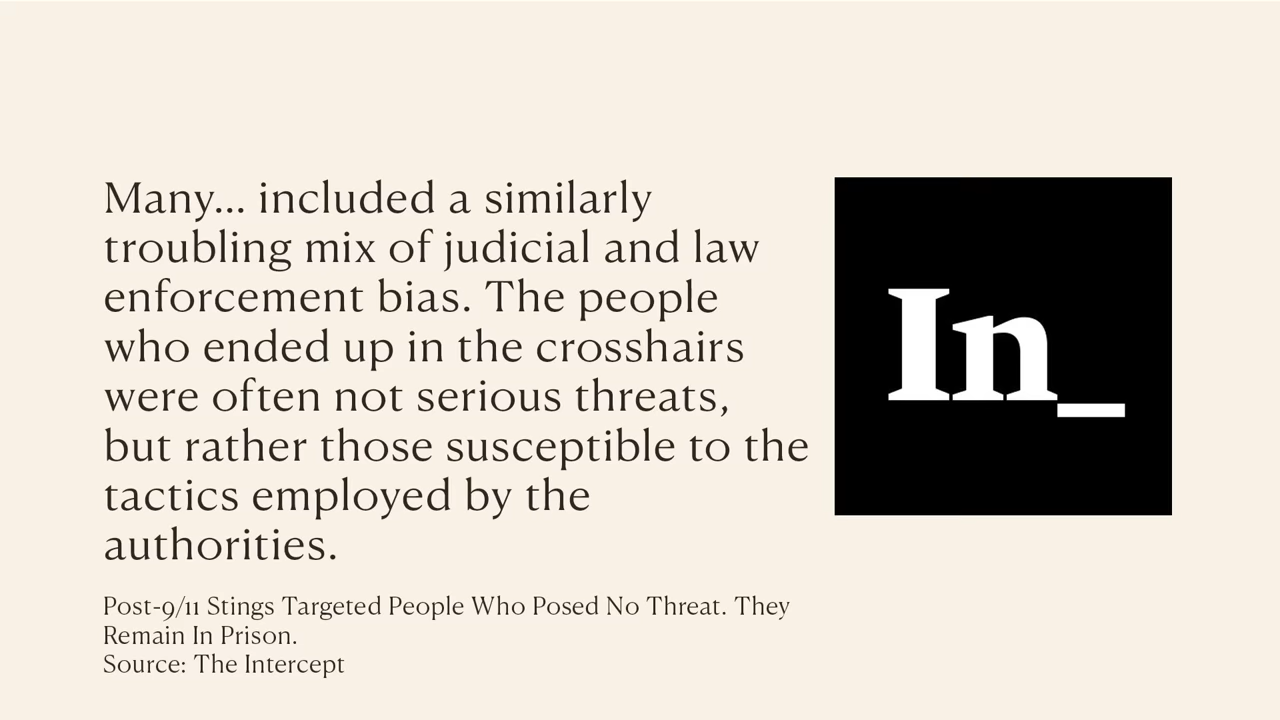 Many... included a similarly
troubling mix of judicial and law
enforcement bias. The people
who ended up in the crosshairs
were often not serious threats,
but rather those susceptible to the
tactics employed by the
authorities.
Post-9/11 Stings Targeted People Who Posed No Threat. They
Remain In Prison.
Source: The Intercept
In_